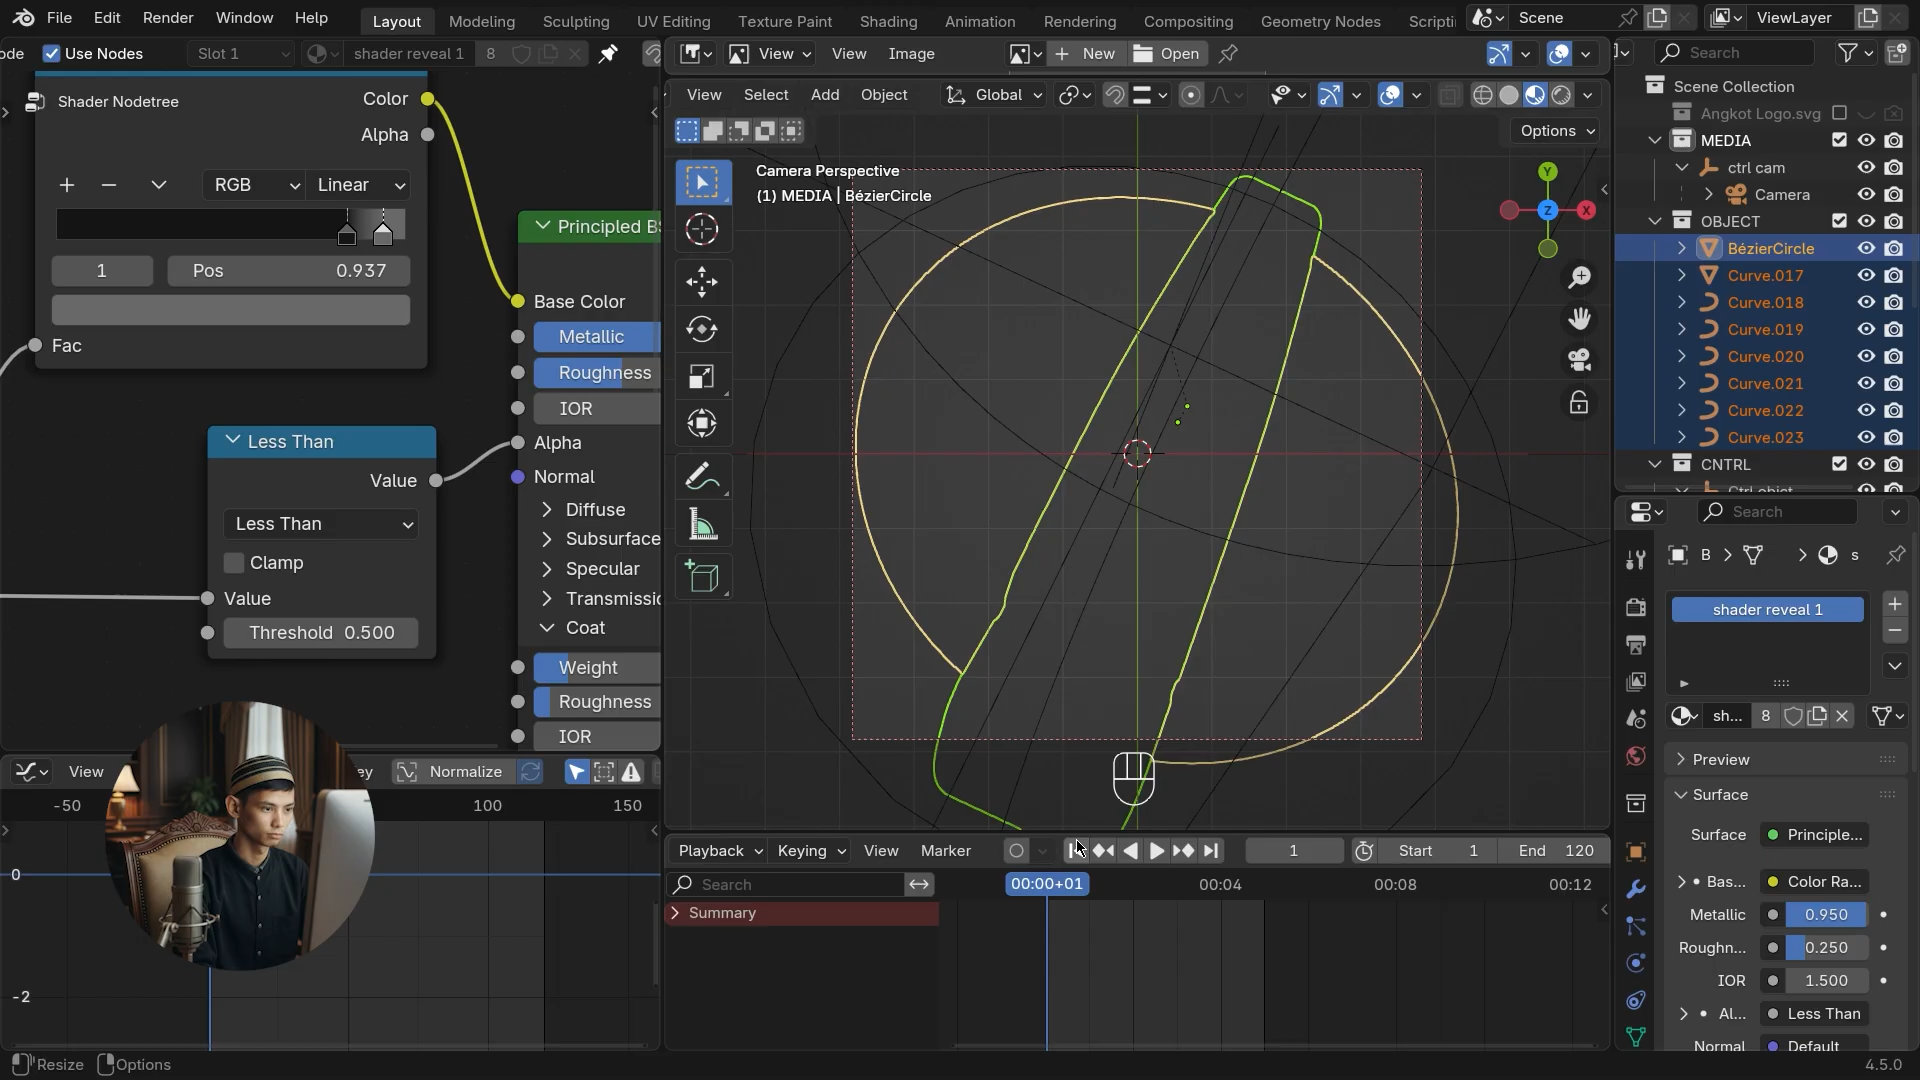 File Edit Render Window Help Layout Modeling Sculpting UV Editing Texture Paint Shading Animation Rendering Compositing Geometry Nodes Scripti Scene ViewLayer
ode Use Nodes Slot 1 shader reveal 1 8 View View Image New Open Search
Shader Nodetree Color
Alpha
RGB Linear
1 Pos 0.937
Fac
Less Than
Value
Less Than
Clamp
Value
Threshold 0.500
Principled B
Base Color
Metallic
Roughness
IOR
Alpha
Normal
Diffuse
Subsurface
Specular
Transmissi
Coat
Weight
Roughness
IOR
View Select Add Object Global
Options
Camera Perspective
(1) MEDIA | BézierCircle
Y
Z
X
Scene Collection
Angkot Logo.svg
MEDIA
ctrl cam
Camera
OBJECT
BézierCircle
Curve.017
Curve.018
Curve.019
Curve.020
Curve.021
Curve.022
Curve.023
CNTRL
Search
B s
shader reveal 1
sh... 8
Preview
Surface
Surface Principle...
Bas... Color Ra...
Metallic 0.950
Roughn... 0.250
IOR 1.500
Al... Less Than
Normal Default
View ey Normalize
-50 100 150
0
-2
Playback Keying View Marker 1 Start 1 End 120
Search 00:00+01 00:04 00:08 00:12
Summary
Resize Options 4.5.0